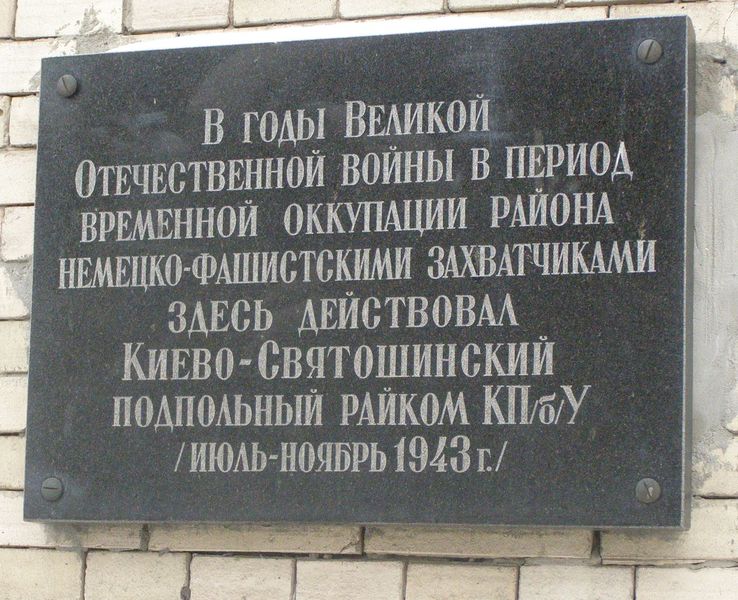 В годы Великой
Отечественной войны в период
временной оккупации района
немецко-фашистскими захватчиками
здесь действовал
Киево-Святошинский
подпольный райком КП/б/У
/июль-ноябрь 1943 г./